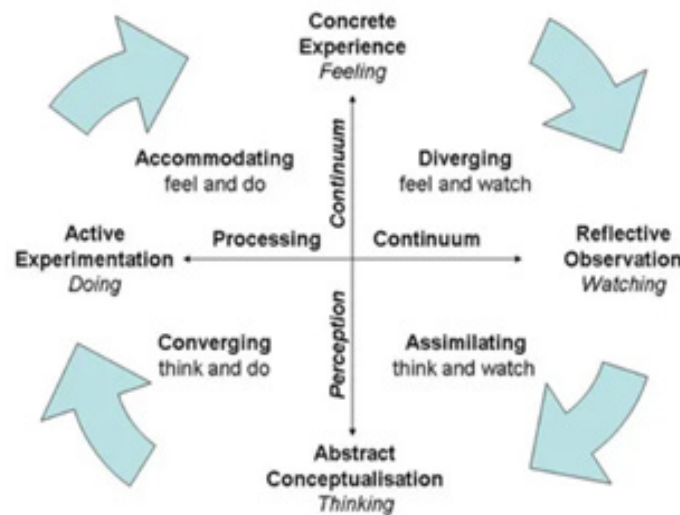 Concrete
Experience
Feeling
Accommodating
feel and do
Continuum
Diverging
feel and watch
Active
Experimentation
Doing
Processing
Continuum
Reflective
Observation
Watching
Converging
think and do
Perception
Assimilating
think and watch
Abstract
Conceptualisation
Thinking